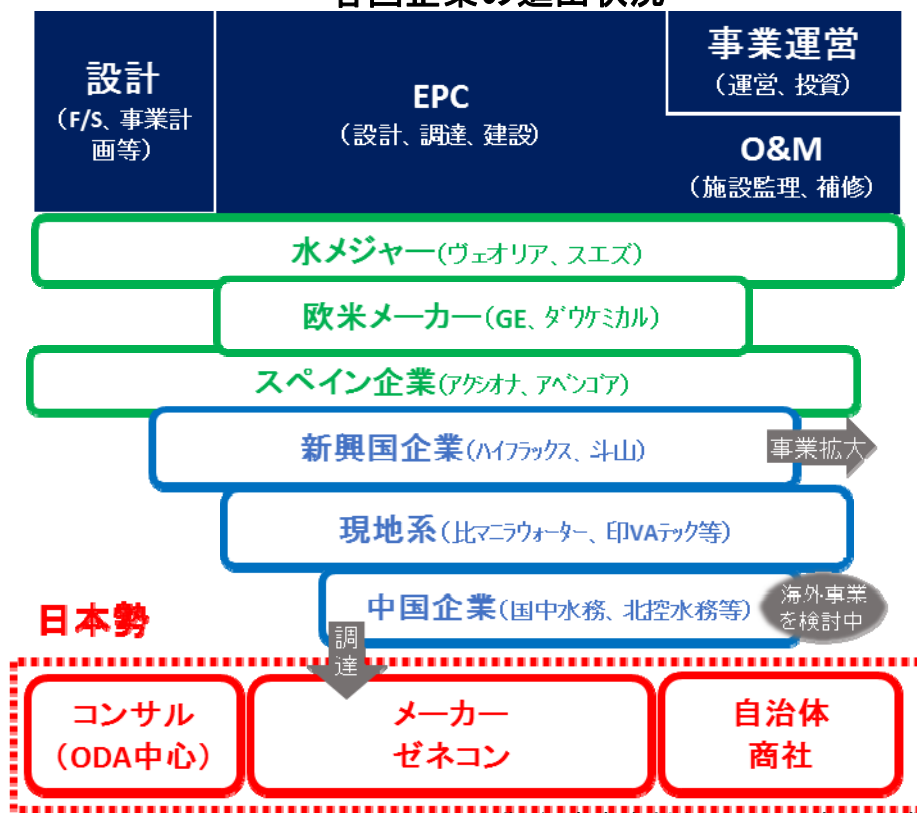 設計
（F/S、事業計
画等）
EPC
（設計、調達、建設）
事業運営
（運営、投資）
O&M
（施設監理、補修）
水メジャー（ヴェオリア、スエズ）
欧米メーカー（GE、ダウケミカル）
スペイン企業（アクシオナ、アベンゴア）
新興国企業（ハイフラックス、斗山）
事業拡大
現地系（比マニラウォーター、印VAテック等）
中国企業（国中水務、北控水務等）
海外事業
を検討中
日本勢
調
達
コンサル
（ODA中心）
メーカー
ゼネコン
自治体
商社